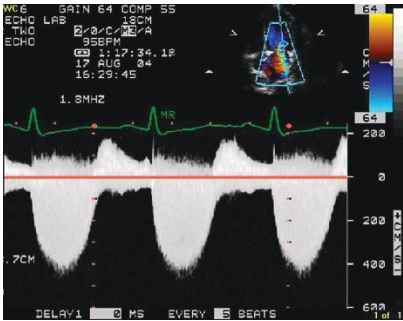 WC6 GAIN 64 COMP 55 64
ECHO LAB 18CM
TWO 2/0/C/M3/A
ECHO 95BPM
1:17:34.1R
17 AUG 04
16:29:45
64
1.8MHZ
MR
200
0
200
400
600
.7CM
DELAY1 0 MS EVERY 5 BEATS
1 of 1